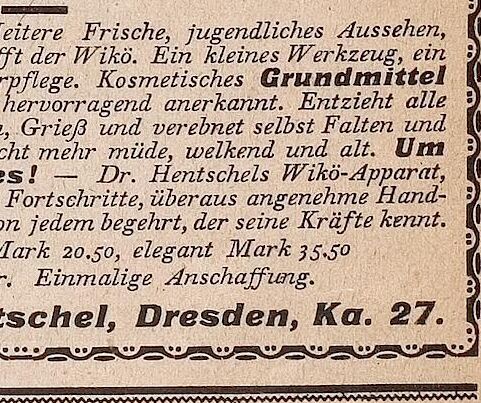 eitere Frische, jugendliches Aussehen,
fft der Wikö. Ein kleines Werkzeug, ein
rpflege. Kosmetisches Grundmittel
hervorragend anerkannt. Entzieht alle
, Grieß und verebnet selbst Falten und
cht mehr müde, welkend und alt. Um
es! — Dr. Hentschels Wikö-Apparat,
Fortschritte, überaus angenehme Hand-
on jedem begehrt, der seine Kräfte kennt.
Mark 20.50, elegant Mark 35.50
r. Einmalige Anschaffung.
tschel, Dresden, Ka. 27.